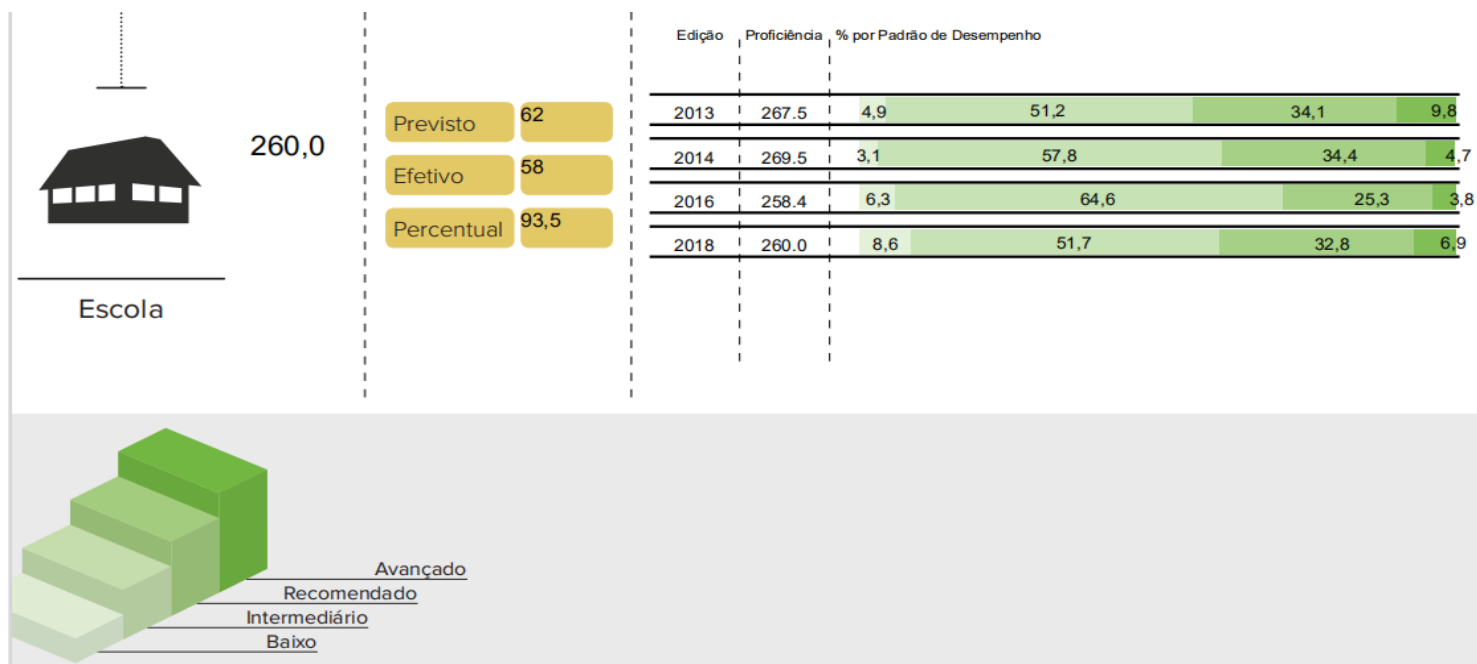 Edição Proficiência % por Padrão de Desempenho
260,0
Escola
Previsto 62
Efetivo 58
Percentual 93,5
2013 267.5 4,9 51,2 34,1 9,8
2014 269.5 3,1 57,8 34,4 4,7
2016 258.4 6,3 64,6 25,3 3,8
2018 260.0 8,6 51,7 32,8 6,9
Avançado
Recomendado
Intermediário
Baixo